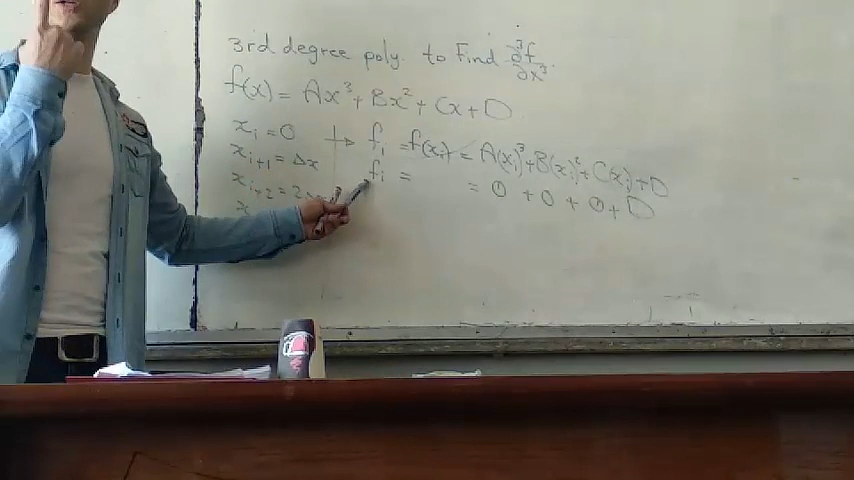 3rd degree poly. to Find ∂³f/∂x³.
f(x) = Ax³ + Bx² + Cx + D
xᵢ = 0 → fᵢ = f(xᵢ) = A(xᵢ)³ + B(xᵢ)² + C(xᵢ) + D
xᵢ₊₁ = Δx
fᵢ = = 0 + 0 + 0 + D
xᵢ₊₂ = 2
x